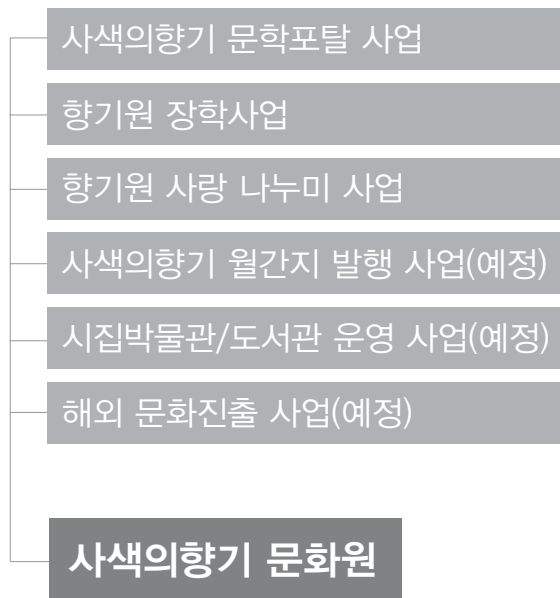 사색의향기 문학포탈 사업
향기원 장학사업
향기원 사랑 나누미 사업
사색의향기 월간지 발행 사업(예정)
시집박물관/도서관 운영 사업(예정)
해외 문화진출 사업(예정)
사색의향기 문화원